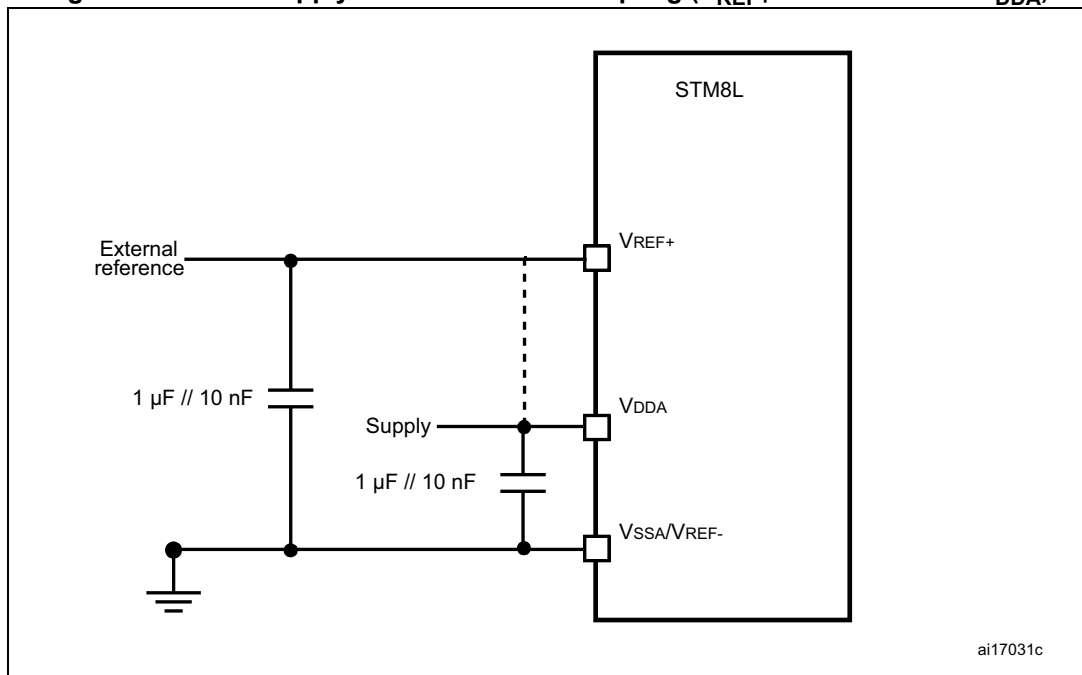 STM8L
VREF+
External
reference
1 µF // 10 nF
VDDA
Supply
1 µF // 10 nF
VSSA/VREF-
ai17031c